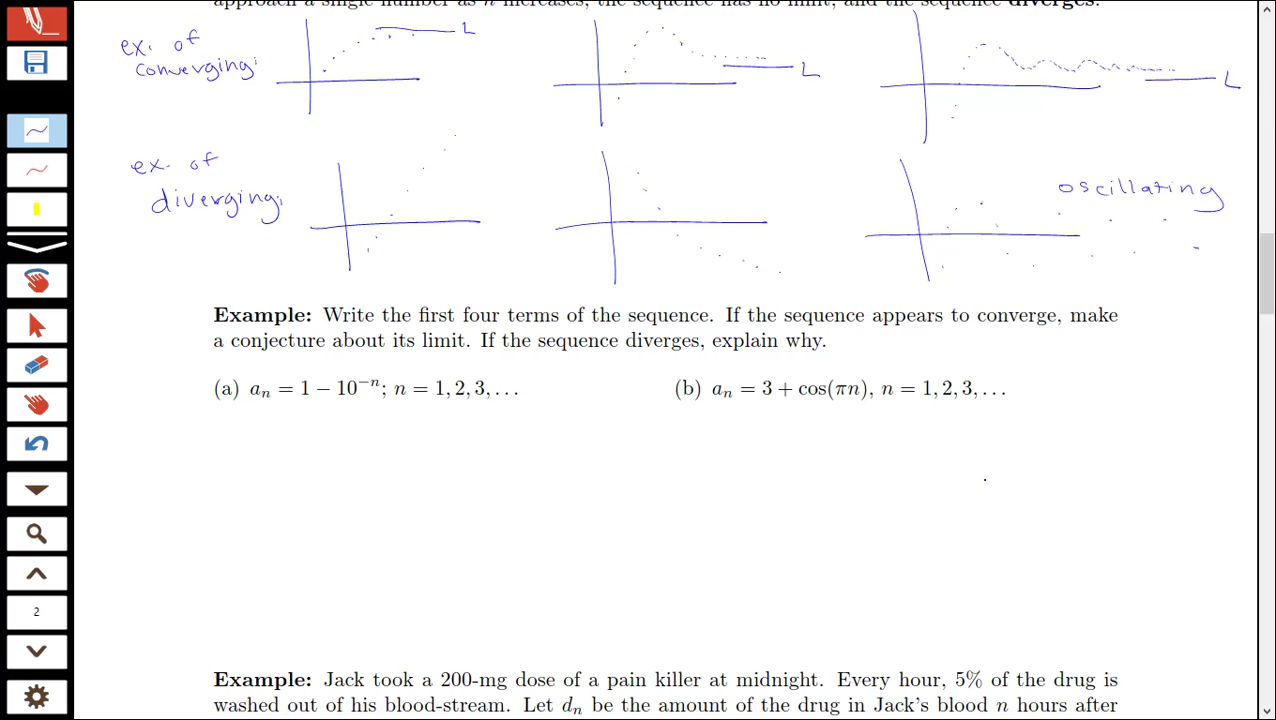 approach a single number as n increases, the sequence has no limit, and the sequence diverges.
ex. of
converging:
L
L
L
ex. of
diverging:
oscillating
Example: Write the first four terms of the sequence. If the sequence appears to converge, make
a conjecture about its limit. If the sequence diverges, explain why.
(a) aₙ = 1 − 10⁻ⁿ; n = 1, 2, 3, . . .
(b) aₙ = 3 + cos(πn), n = 1, 2, 3, . . .
2
Example: Jack took a 200-mg dose of a pain killer at midnight. Every hour, 5% of the drug is
washed out of his blood-stream. Let dₙ be the amount of the drug in Jack's blood n hours after